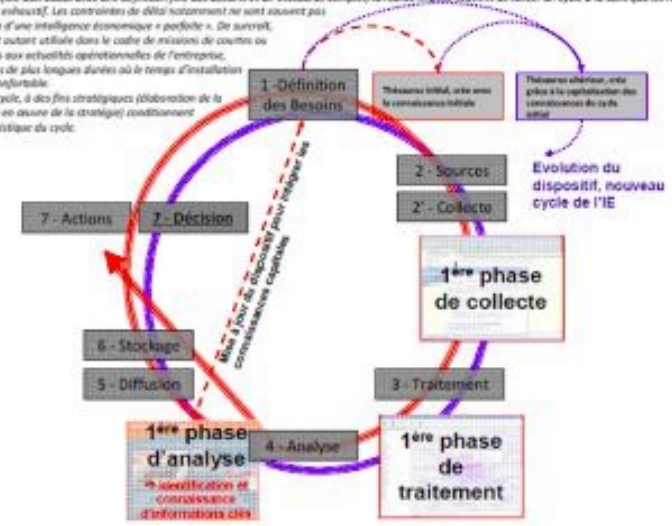 exhaustif. Les contraintes de délai notamment ne sont souvent pas
d'une intelligence économique « parfaite ». De surcroît,
autant utilisée dans le cadre de missions de courtes ou
aux actualités opérationnelles de l'entreprise,
de plus longues durées où le temps d'installation
confortable.
cycle, à des fins stratégiques (élaboration de la
en œuvre de la stratégie) conditionnent
du cycle.
1 -Définition
des Besoins
Thésaurus initial, crée avec
la connaissance initiale
Thésaurus ultérieur, crée
grâce à la capitalisation des
connaissances du cycle
initial
Evolution du
dispositif, nouveau
cycle de l'IE
2 - Sources
2' - Collecte
1ère phase
de collecte
3 - Traitement
1ère phase
de
traitement
4 - Analyse
1ère phase
d'analyse
identification et
connaissance
d'informations clés
5 - Diffusion
6 - Stockage
7 - Actions
7 - Décision
Mise à jour du dispositif pour intégrer les
connaissances capitales